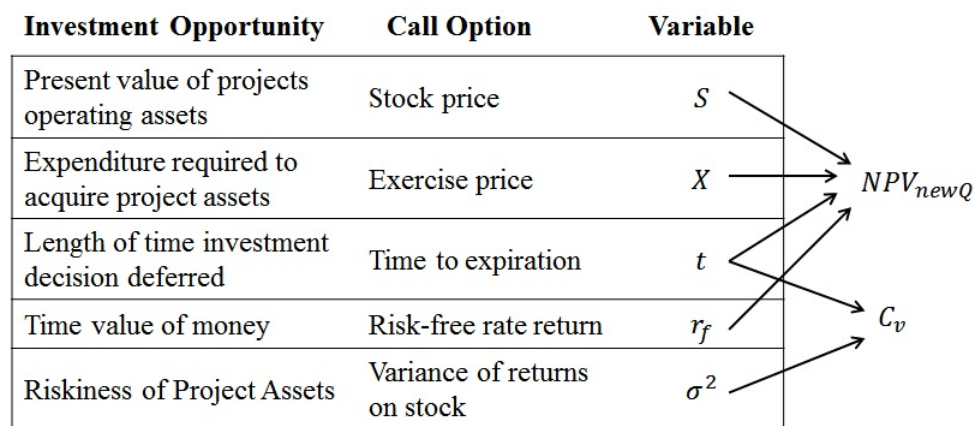 Investment Opportunity Call Option Variable
Present value of projects
operating assets
Stock price
S
Expenditure required to
acquire project assets
Exercise price
X
NPV_newQ
Length of time investment
decision deferred
Time to expiration
t
Time value of money
Risk-free rate return
r_f
C_v
Riskiness of Project Assets
Variance of returns
on stock
σ²